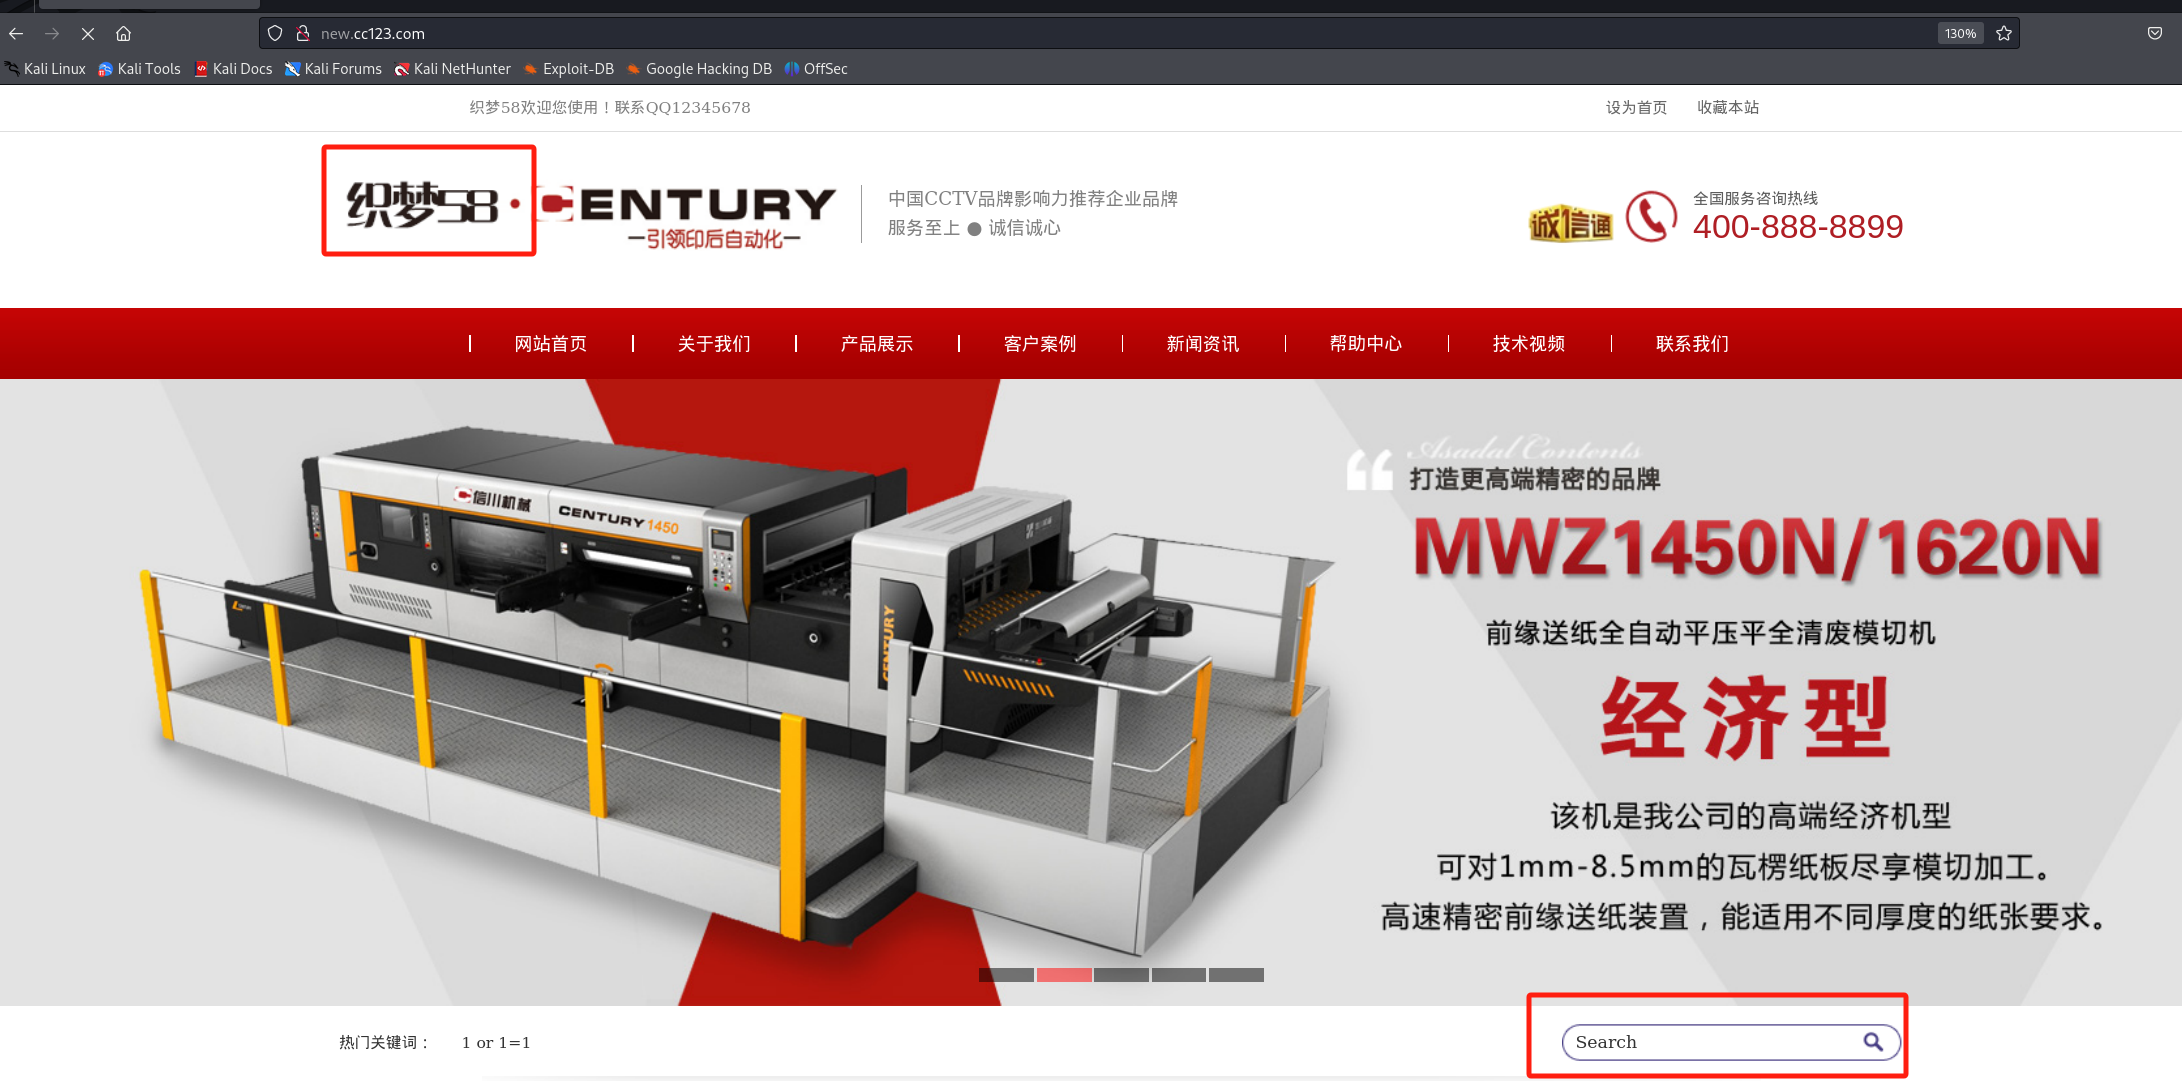 new.cc123.com
130%
Kali Linux Kali Tools Kali Docs Kali Forums Kali NetHunter Exploit-DB Google Hacking DB OffSec
织梦58欢迎您使用！联系QQ12345678
设为首页 收藏本站
织梦58·CENTURY
一引领印后自动化一
中国CCTV品牌影响力推荐企业品牌
服务至上 ● 诚信诚心
诚信通
全国服务咨询热线
400-888-8899
网站首页 关于我们 产品展示 客户案例 新闻资讯 帮助中心 技术视频 联系我们
Asadal Contents
打造更高端精密的品牌
C信川机械
CENTURY 1450
CENTURY
MWZ1450N/1620N
前缘送纸全自动平压平全清废模切机
经济型
该机是我公司的高端经济机型
可对1mm-8.5mm的瓦楞纸板尽享模切加工。
高速精密前缘送纸装置，能适用不同厚度的纸张要求。
热门关键词： 1 or 1=1
Search